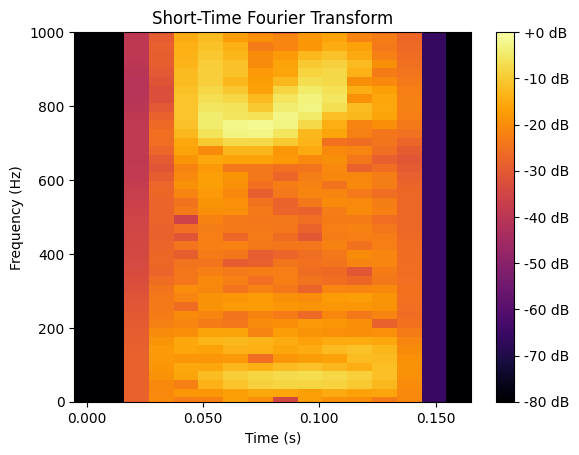 Short-Time Fourier Transform
1000
800
600
400
200
0
Frequency (Hz)
0.000
0.050
0.100
0.150
Time (s)
+0 dB
-10 dB
-20 dB
-30 dB
-40 dB
-50 dB
-60 dB
-70 dB
-80 dB